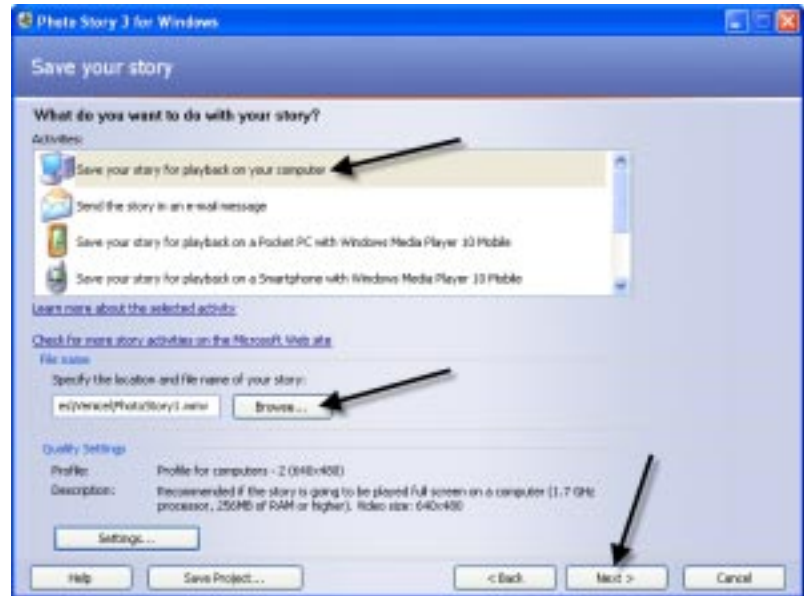 Photo Story 3 for Windows
Save your story
What do you want to do with your story?
Activities:
Save your story for playback on your computer
Send the story in an e-mail message
Save your story for playback on a Pocket PC with Windows Media Player 10 Mobile
Save your story for playback on a Smartphone with Windows Media Player 10 Mobile
Learn more about the selected activity
Check for more story activities on the Microsoft Web site
File name
Specify the location and file name of your story:
es\Venice\PhotoStory1.wmv Browse...
Quality Settings
Profile: Profile for computers - 2 (640x480)
Description: Recommended if the story is going to be played full screen on a computer (1.7 GHz
processor, 256MB of RAM or higher). Video size: 640x480
Settings...
Help Save Project... < Back Next > Cancel